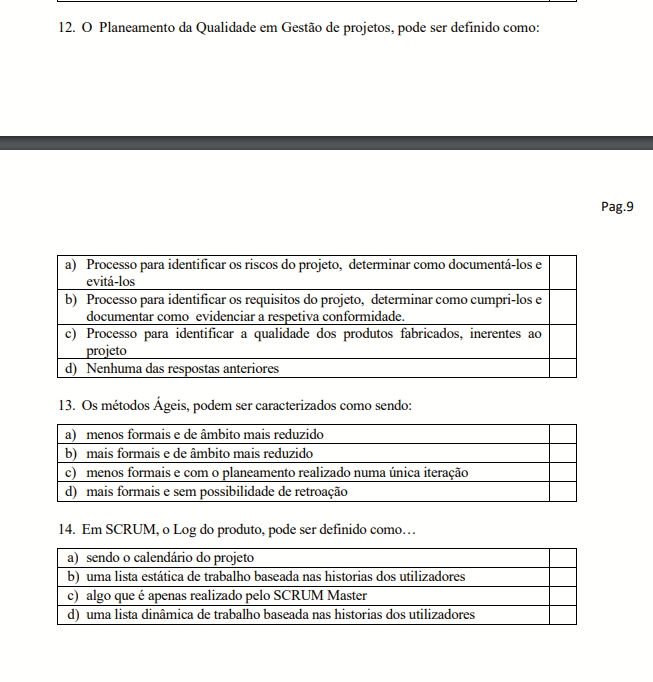 12. O Planeamento da Qualidade em Gestão de projetos, pode ser definido como:
Pag.9
a) Processo para identificar os riscos do projeto, determinar como documentá-los e
evitá-los
b) Processo para identificar os requisitos do projeto, determinar como cumpri-los e
documentar como evidenciar a respetiva conformidade.
c) Processo para identificar a qualidade dos produtos fabricados, inerentes ao
projeto
d) Nenhuma das respostas anteriores
13. Os métodos Ágeis, podem ser caracterizados como sendo:
a) menos formais e de âmbito mais reduzido
b) mais formais e de âmbito mais reduzido
c) menos formais e com o planeamento realizado numa única iteração
d) mais formais e sem possibilidade de retroação
14. Em SCRUM, o Log do produto, pode ser definido como…
a) sendo o calendário do projeto
b) uma lista estática de trabalho baseada nas historias dos utilizadores
c) algo que é apenas realizado pelo SCRUM Master
d) uma lista dinâmica de trabalho baseada nas historias dos utilizadores